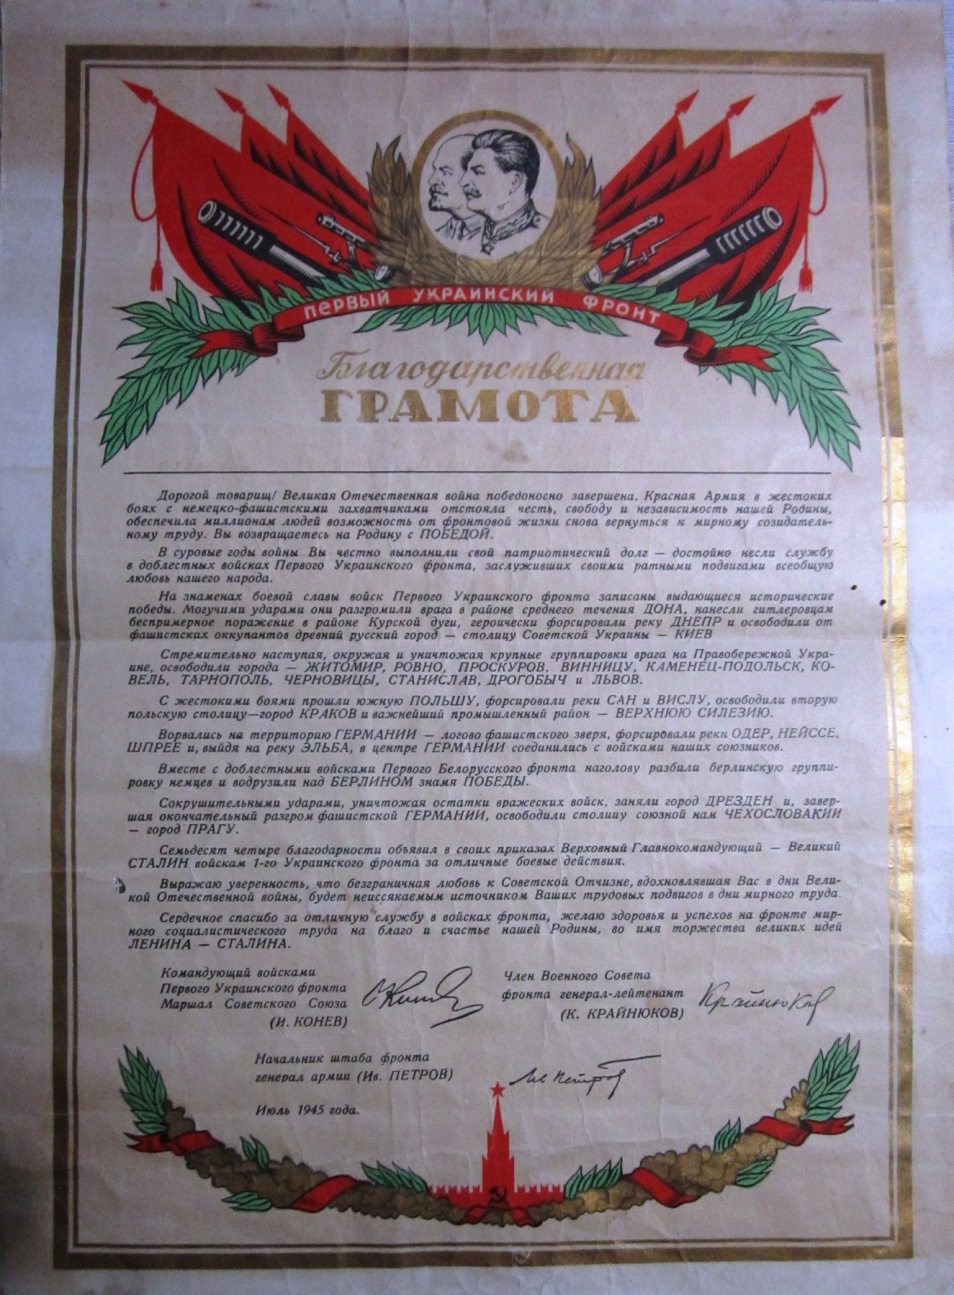 ПЕРВЫЙ УКРАИНСКИЙ ФРОНТ
Благодарственная
ГРАМОТА
Дорогой товарищ! Великая Отечественная война победоносно завершена. Красная Армия в жестоких
боях с немецко-фашистскими захватчиками отстояла честь, свободу и независимость нашей Родины,
обеспечила миллионам людей возможность от фронтовой жизни снова вернуться к мирному созидатель-
ному труду. Вы возвращаетесь на Родину с ПОБЕДОЙ.
В суровые годы войны Вы честно выполнили свой патриотический долг — достойно несли службу
в доблестных войсках Первого Украинского фронта, заслуживших своими ратными подвигами всеобщую
любовь нашего народа.
На знаменах боевой славы войск Первого Украинского фронта записаны выдающиеся исторические
победы. Могучими ударами они разгромили врага в районе среднего течения ДОНА, нанесли гитлеровцам
беспримерное поражение в районе Курской дуги, героически форсировали реку ДНЕПР и освободили от
фашистских оккупантов древний русский город — столицу Советской Украины — КИЕВ
Стремительно наступая, окружая и уничтожая крупные группировки врага на Правобережной Укра-
ине, освободили города — ЖИТОМИР, РОВНО, ПРОСКУРОВ, ВИННИЦУ, КАМЕНЕЦ-ПОДОЛЬСК, КО-
ВЕЛЬ, ТАРНОПОЛЬ, ЧЕРНОВИЦЫ, СТАНИСЛАВ, ДРОГОБЫЧ и ЛЬВОВ.
С жестокими боями прошли южную ПОЛЬШУ, форсировали реки САН и ВИСЛУ, освободили вторую
польскую столицу—город КРАКОВ и важнейший промышленный район — ВЕРХНЮЮ СИЛЕЗИЮ.
Ворвались на территорию ГЕРМАНИИ — логово фашистского зверя, форсировали реки ОДЕР, НЕЙССЕ,
ШПРЕЕ и, выйдя на реку ЭЛЬБА, в центре ГЕРМАНИИ соединились с войсками наших союзников.
Вместе с доблестными войсками Первого Белорусского фронта наголову разбили берлинскую группи-
ровку немцев и водрузили над БЕРЛИНОМ знамя ПОБЕДЫ.
Сокрушительными ударами, уничтожая остатки вражеских войск, заняли город ДРЕЗДЕН и, завер-
шая окончательный разгром фашистской ГЕРМАНИИ, освободили столицу союзной нам ЧЕХОСЛОВАКИИ
— город ПРАГУ.
Семьдесят четыре благодарности объявил в своих приказах Верховный Главнокомандующий — Великий
СТАЛИН войскам 1-го Украинского фронта за отличные боевые действия.
Выражаю уверенность, что безграничная любовь к Советской Отчизне, вдохновлявшая Вас в дни Вели-
кой Отечественной войны, будет неиссякаемым источником Ваших трудовых подвигов в дни мирного труда.
Сердечное спасибо за отличную службу в войсках фронта, желаю здоровья и успехов на фронте мир-
ного социалистического труда на благо и счастье нашей Родины, во имя торжества великих идей
ЛЕНИНА — СТАЛИНА.
Командующий войсками
Первого Украинского фронта
Маршал Советского Союза
(И. КОНЕВ)
Член Военного Совета
фронта генерал-лейтенант
(К. КРАЙНЮКОВ)
Крайнюков
Начальник штаба фронта
генерал армии (Ив. ПЕТРОВ)
Ив Петров
Июль 1945 года.